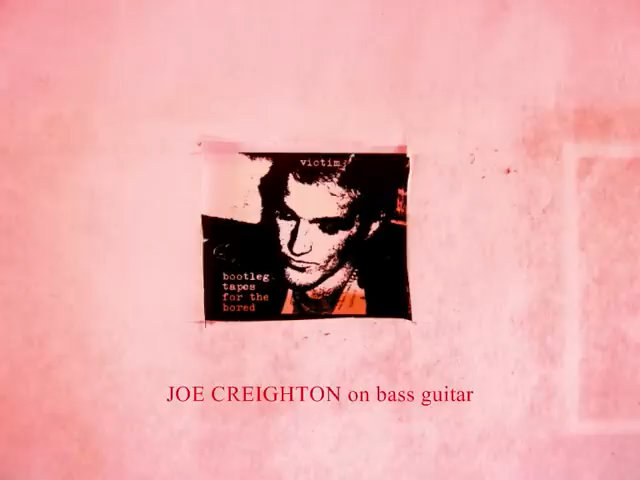 victim
bootleg
tapes
for the
bored
JOE CREIGHTON on bass guitar